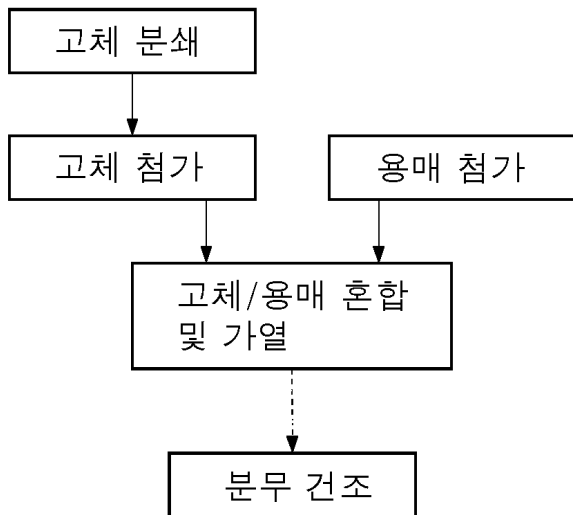 고체 분쇄
고체 첨가
용매 첨가
고체/용매 혼합
및 가열
분무 건조